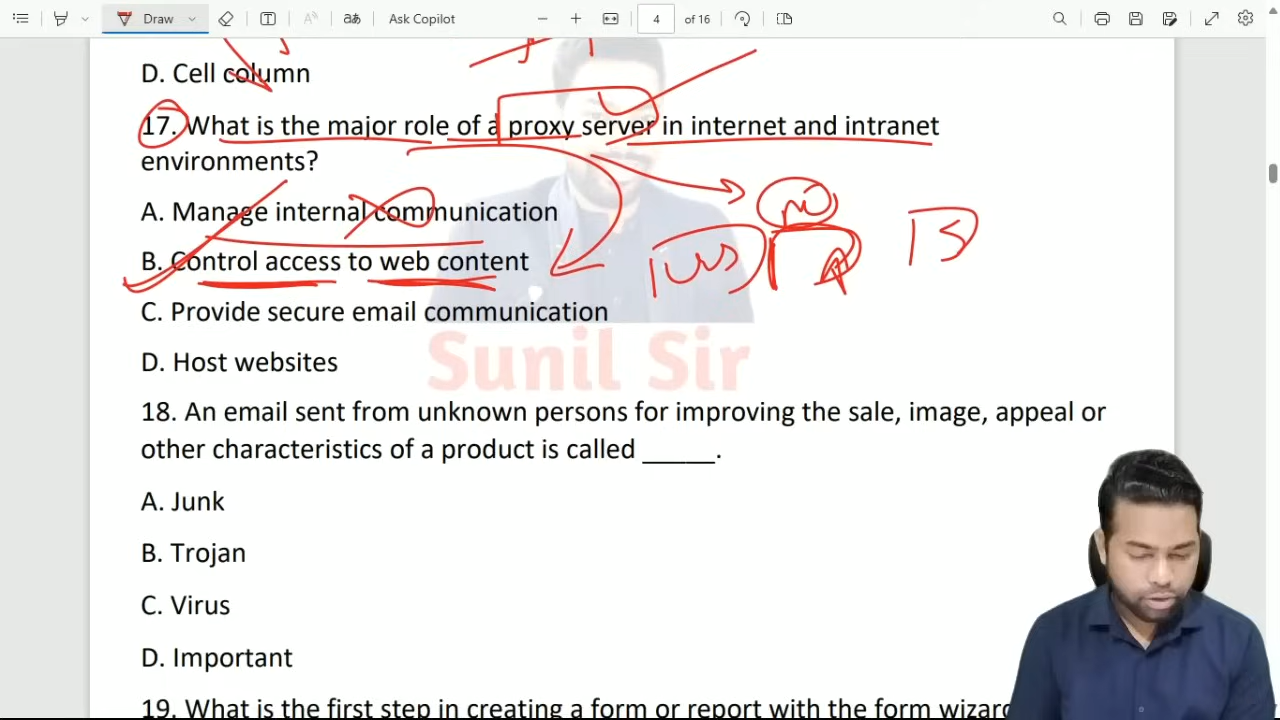 Draw
Ask Copilot
4 of 16
D. Cell column
17. What is the major role of a proxy server in internet and intranet
environments?
A. Manage internal communication
B. Control access to web content
C. Provide secure email communication
D. Host websites
Sunil Sir
18. An email sent from unknown persons for improving the sale, image, appeal or
other characteristics of a product is called _____.
A. Junk
B. Trojan
C. Virus
D. Important
19. What is the first step in creating a form or report with the form wizard